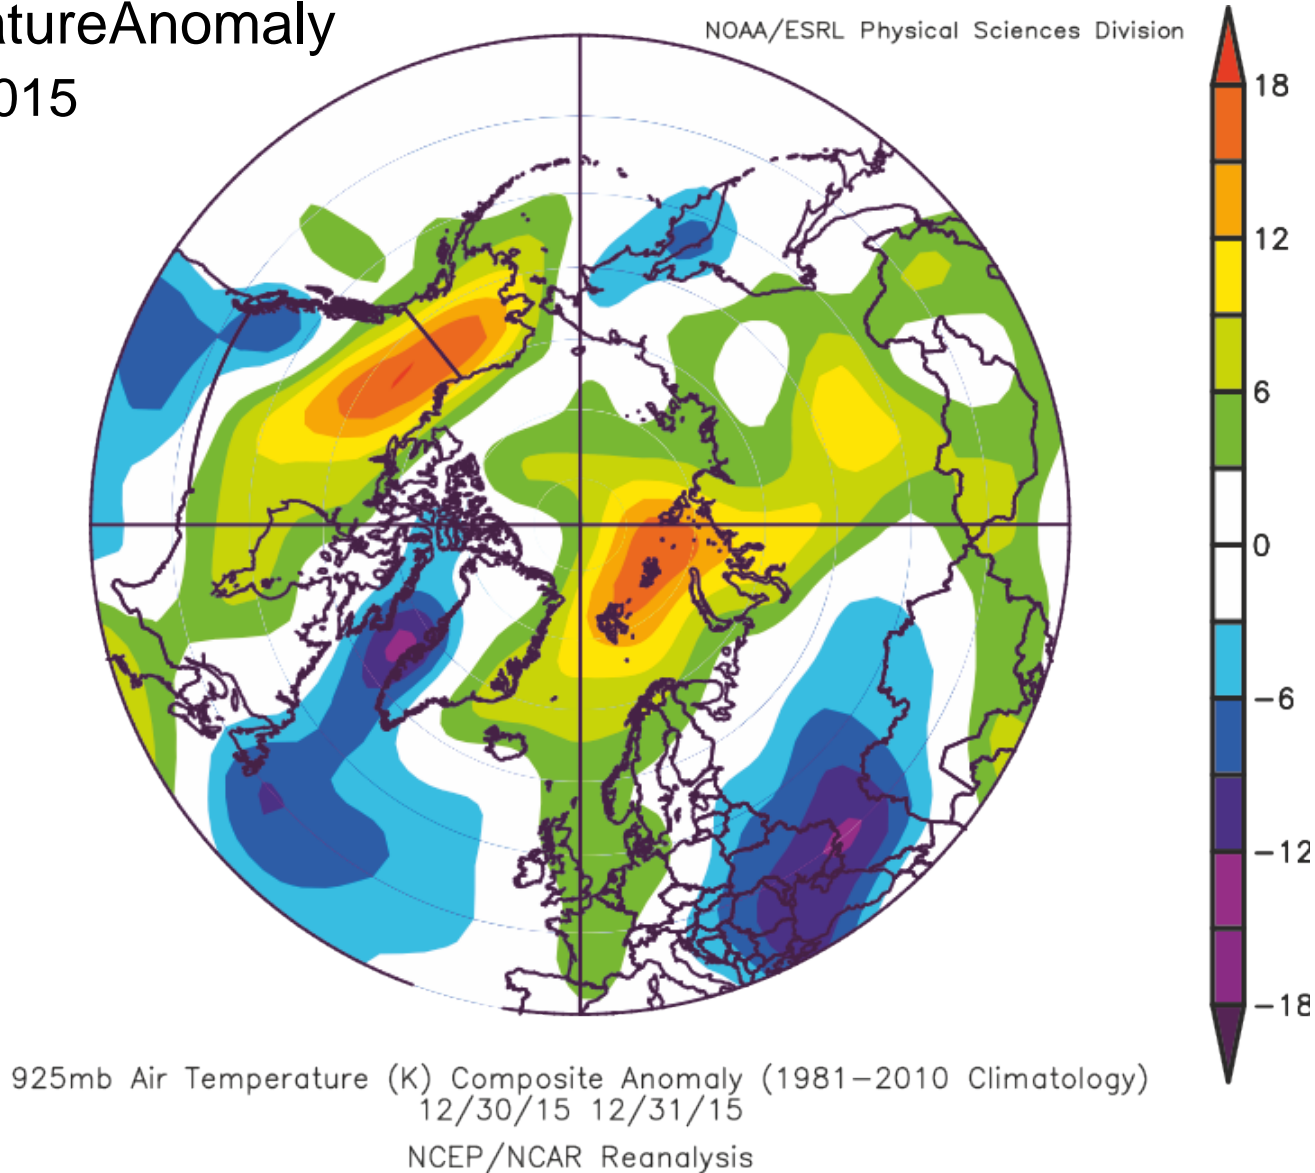 atureAnomaly
015
NOAA/ESRL Physical Sciences Division
18
12
6
0
−6
−12
−18
925mb Air Temperature (K) Composite Anomaly (1981−2010 Climatology)
12/30/15 12/31/15
NCEP/NCAR Reanalysis